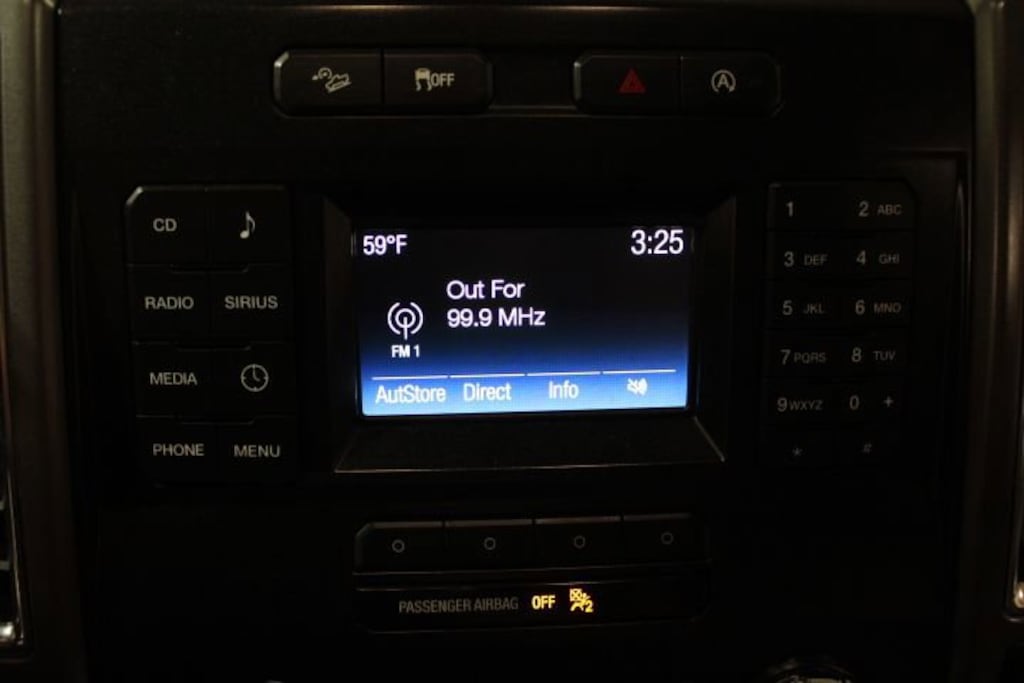 OFF
A
CD
RADIO SIRIUS
MEDIA
PHONE MENU
59°F 3:25
Out For
99.9 MHz
FM 1
AutStore Direct Info
1 2 ABC
3 DEF 4 GHI
5 JKL 6 MNO
7 PQRS 8 TUV
9 WXYZ 0 +
* #
PASSENGER AIRBAG OFF 2